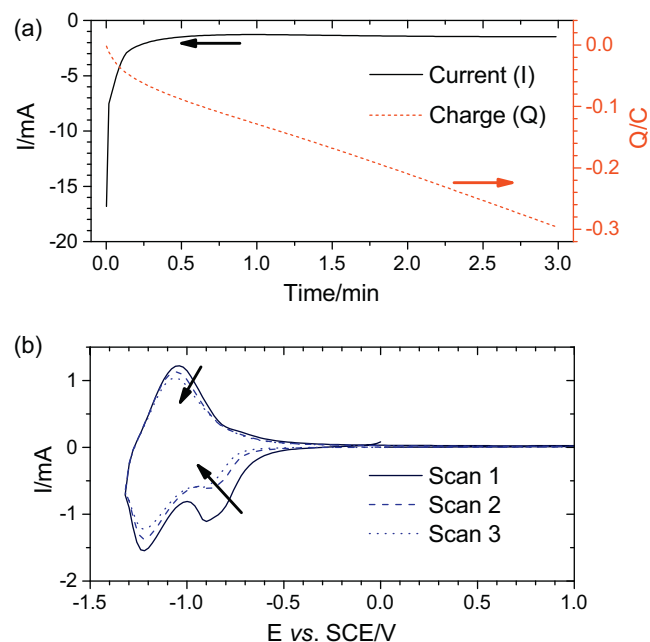 (a)
0
-5
-10
-15
-20
I/mA
Current (I)
Charge (Q)
0.0
-0.1
-0.2
-0.3
Q/C
0.0 0.5 1.0 1.5 2.0 2.5 3.0
Time/min
(b)
1
0
-1
-2
I/mA
Scan 1
Scan 2
Scan 3
-1.5 -1.0 -0.5 0.0 0.5 1.0
E vs. SCE/V